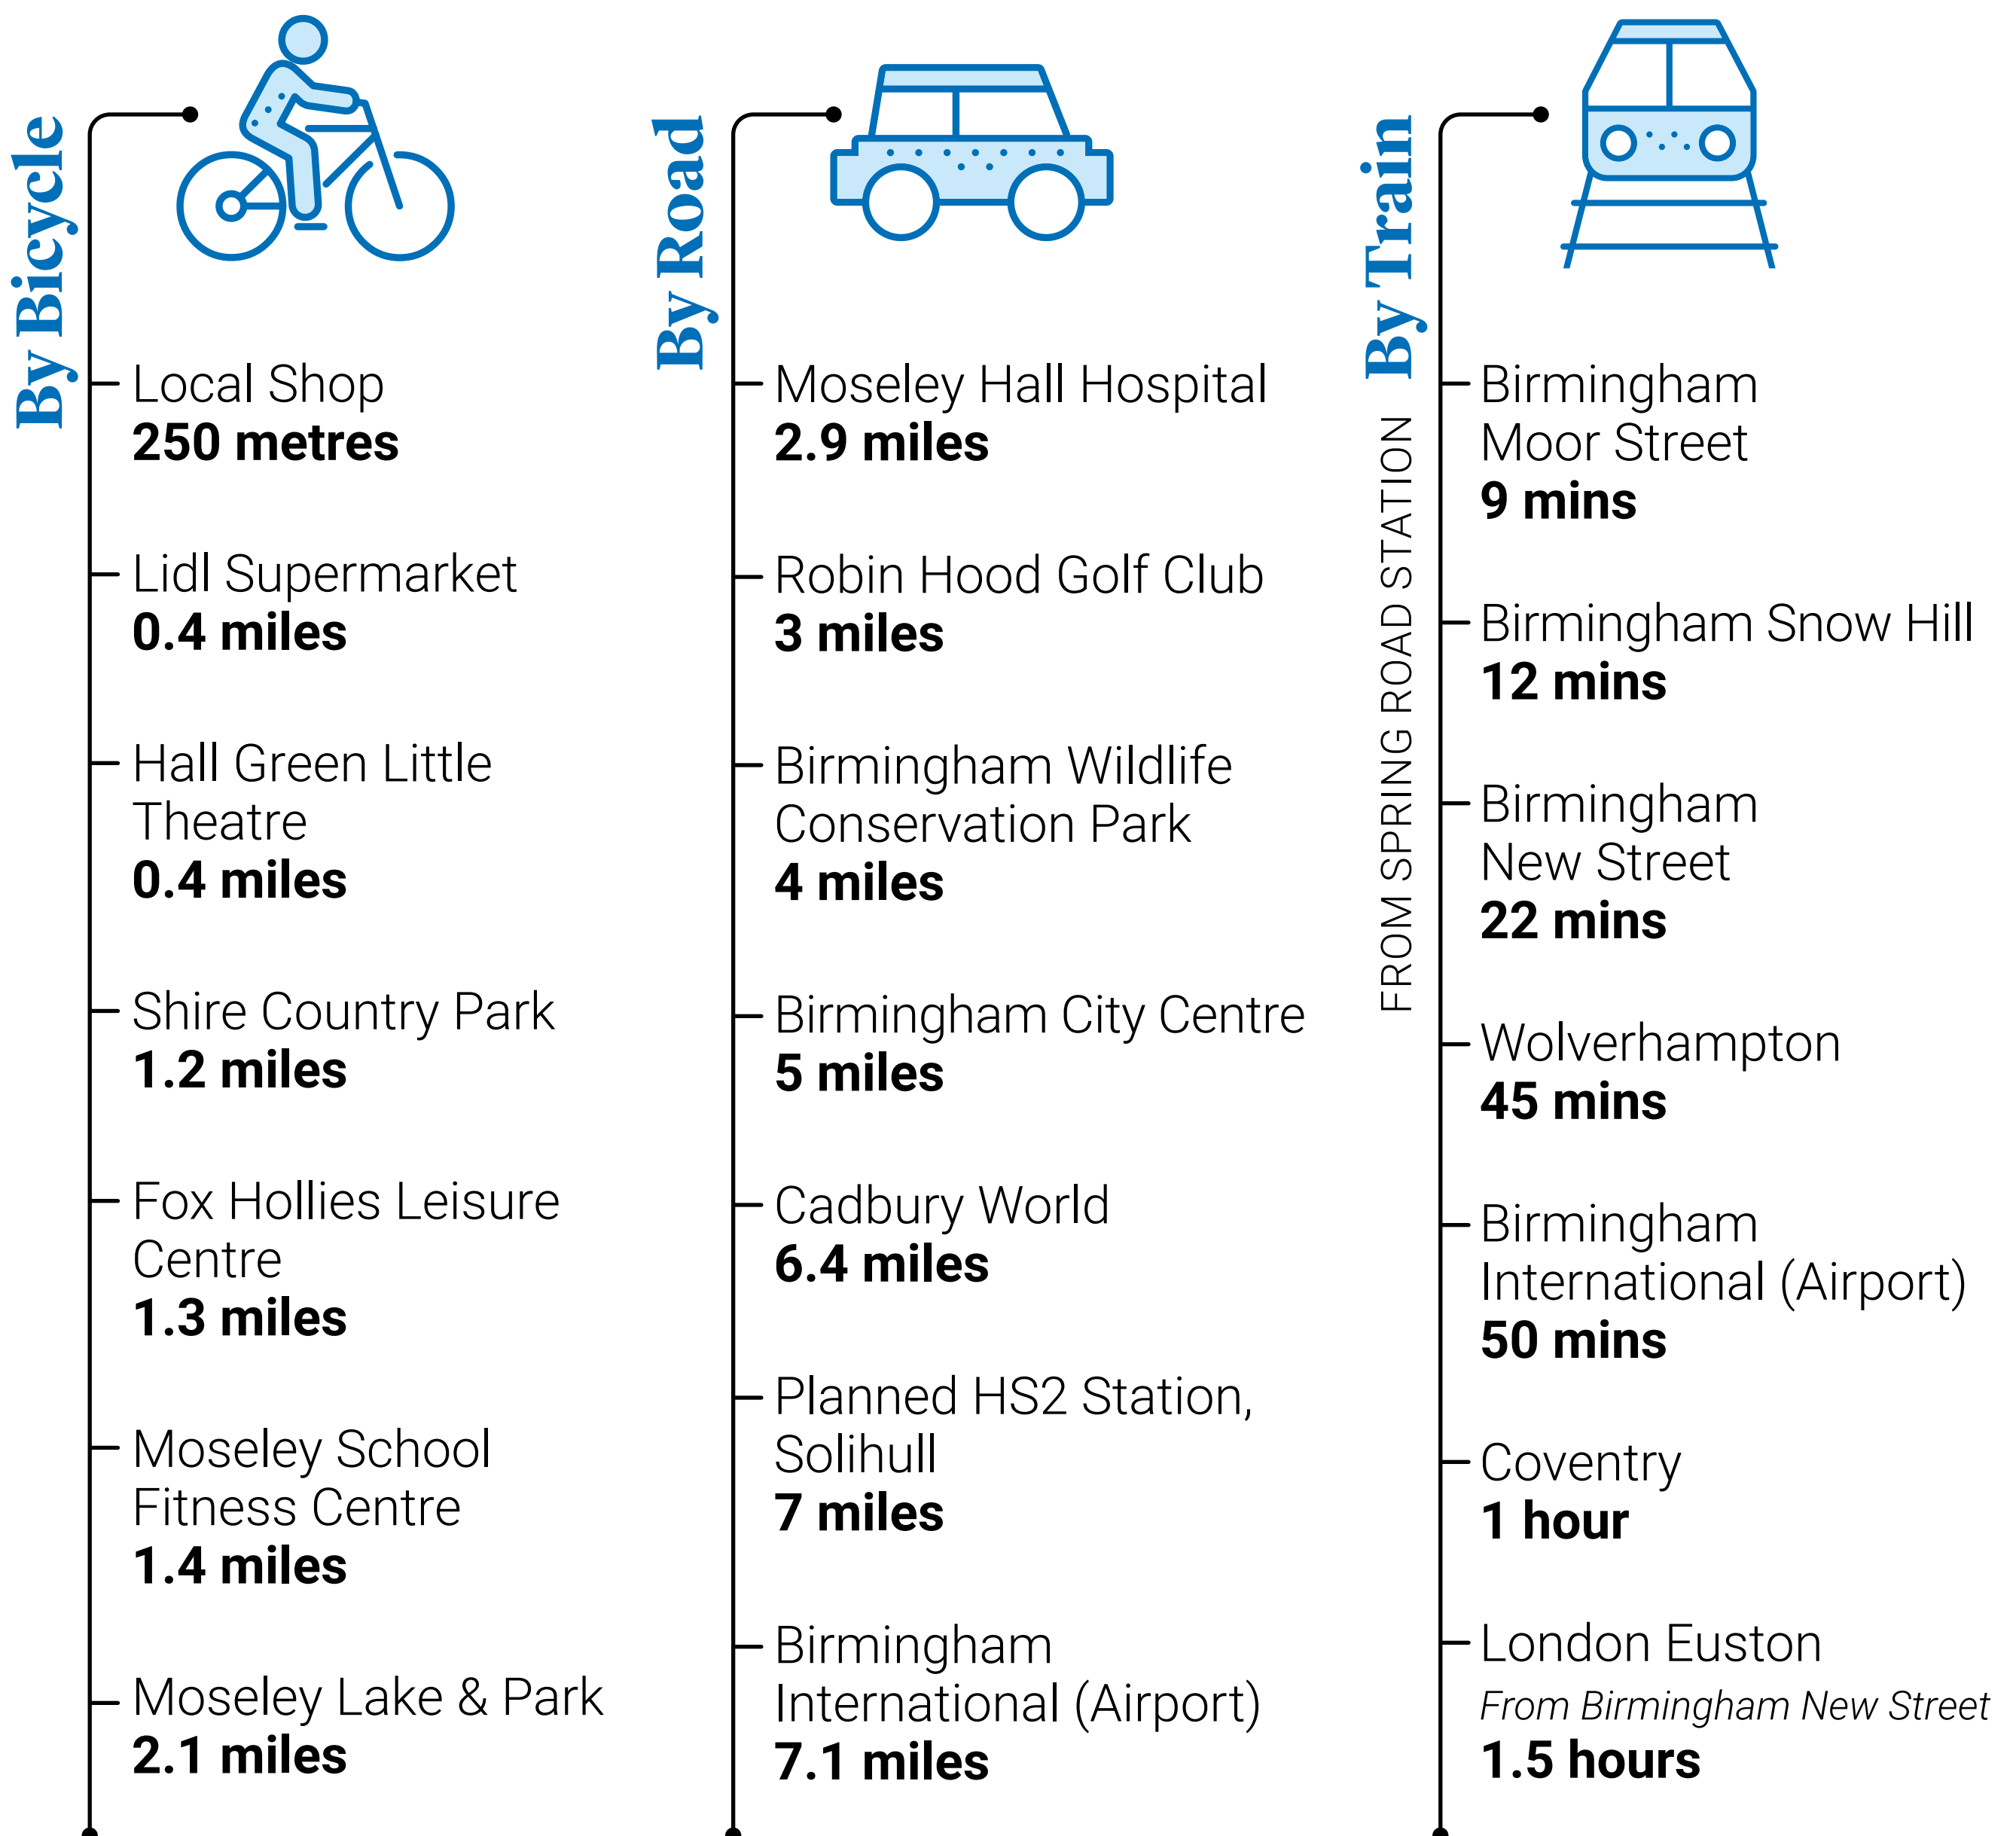 By Bicycle
Local Shop
250 metres
Lidl Supermarket
0.4 miles
Hall Green Little
Theatre
0.4 miles
Shire Country Park
1.2 miles
Fox Hollies Leisure
Centre
1.3 miles
Moseley School
Fitness Centre
1.4 miles
Moseley Lake & Park
2.1 miles
By Road
Moseley Hall Hospital
2.9 miles
Robin Hood Golf Club
3 miles
Birmingham Wildlife
Conservation Park
4 miles
Birmingham City Centre
5 miles
Cadbury World
6.4 miles
Planned HS2 Station,
Solihull
7 miles
Birmingham
International (Airport)
7.1 miles
By Train
FROM SPRING ROAD STATION
Birmingham
Moor Street
9 mins
Birmingham Snow Hill
12 mins
Birmingham
New Street
22 mins
Wolverhampton
45 mins
Birmingham
International (Airport)
50 mins
Coventry
1 hour
London Euston
From Birmingham New Street
1.5 hours